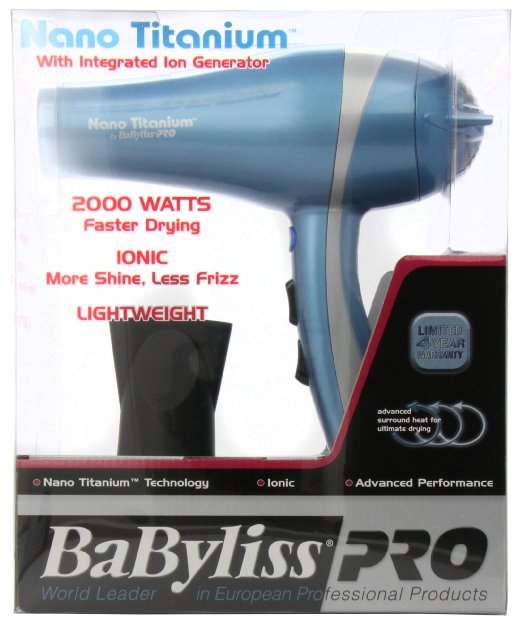 Nano Titanium™
With Integrated Ion Generator
Nano Titanium™
by BaByliss PRO
2000 WATTS
Faster Drying
IONIC
More Shine, Less Frizz
LIGHTWEIGHT
LIMITED
4 YEAR
WARRANTY
advanced
surround heat for
ultimate drying
Nano Titanium™ Technology Ionic Advanced Performance
BaByliss® PRO
World Leader in European Professional Products